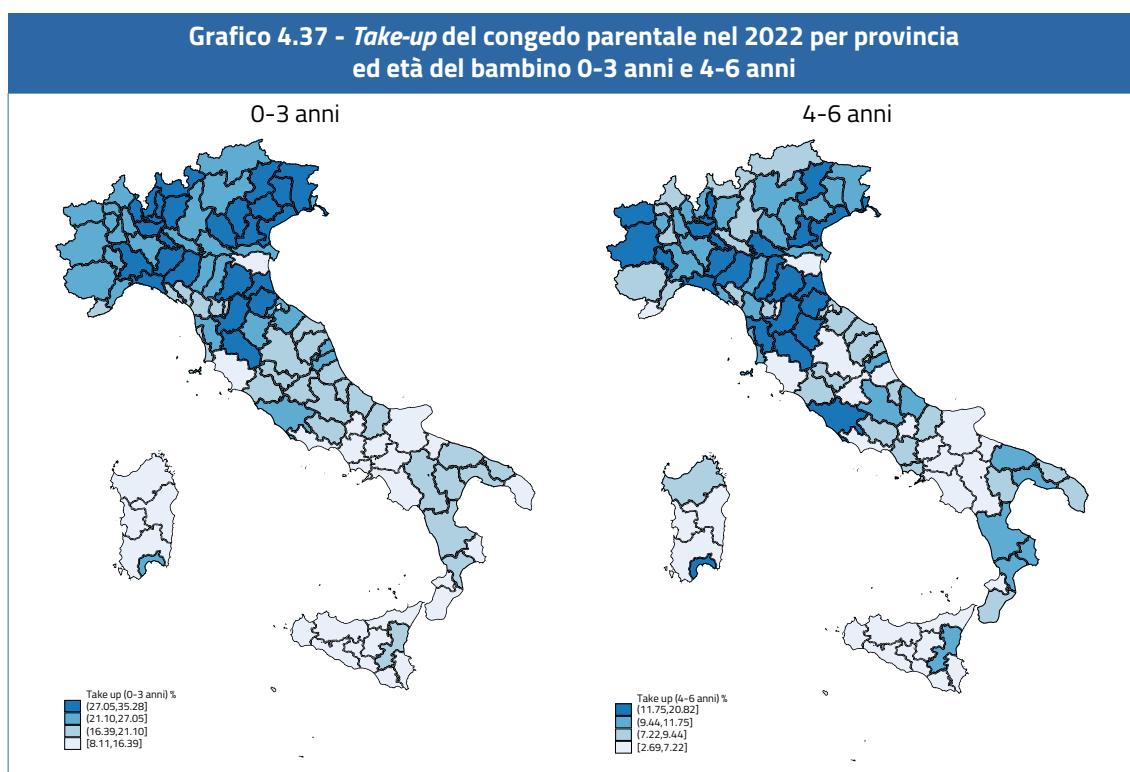 Grafico 4.37 - Take-up del congedo parentale nel 2022 per provincia
ed età del bambino 0-3 anni e 4-6 anni
0-3 anni
4-6 anni
Take up (0-3 anni) %
(27.05,35.28]
(21.10,27.05]
(16.39,21.10]
[8.11,16.39]
Take up (4-6 anni) %
(11.75,20.82]
(9.44,11.75]
(7.22,9.44]
[2.69,7.22]